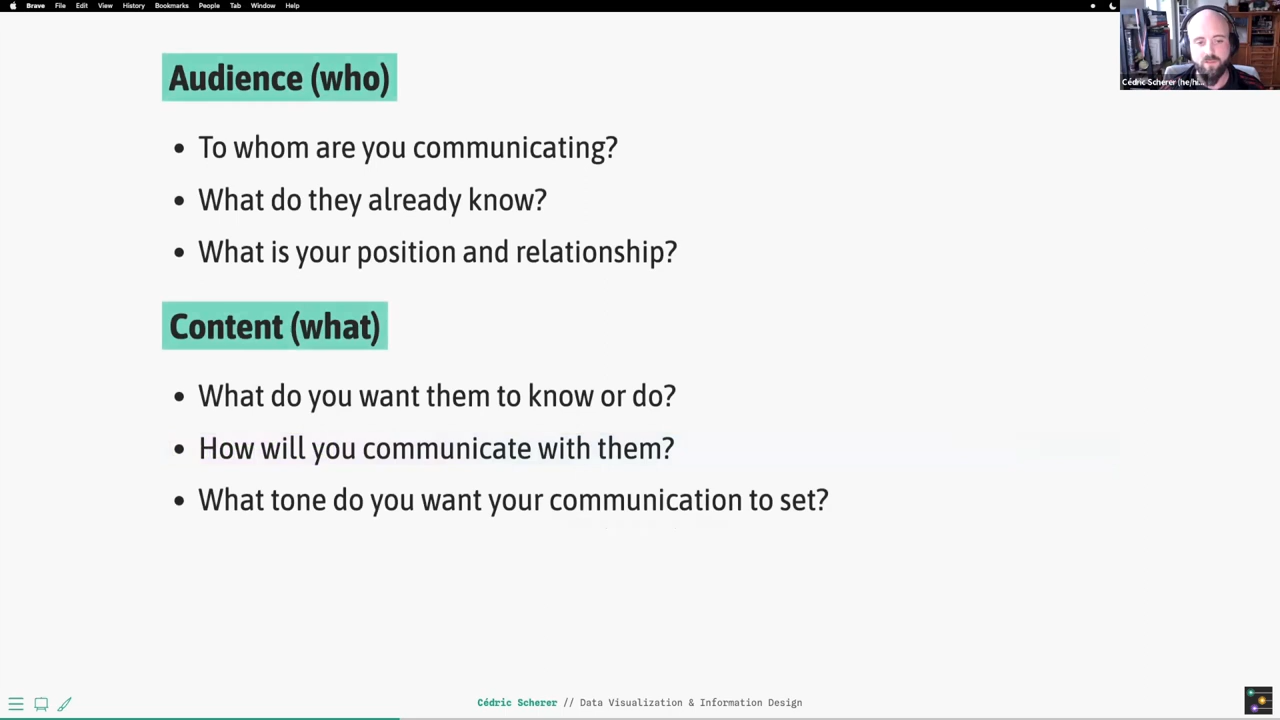 Brave File Edit View History Bookmarks People Tab Window Help
Cédric Scherer (he/hi...
Audience (who)
• To whom are you communicating?
• What do they already know?
• What is your position and relationship?
Content (what)
• What do you want them to know or do?
• How will you communicate with them?
• What tone do you want your communication to set?
Cédric Scherer // Data Visualization & Information Design